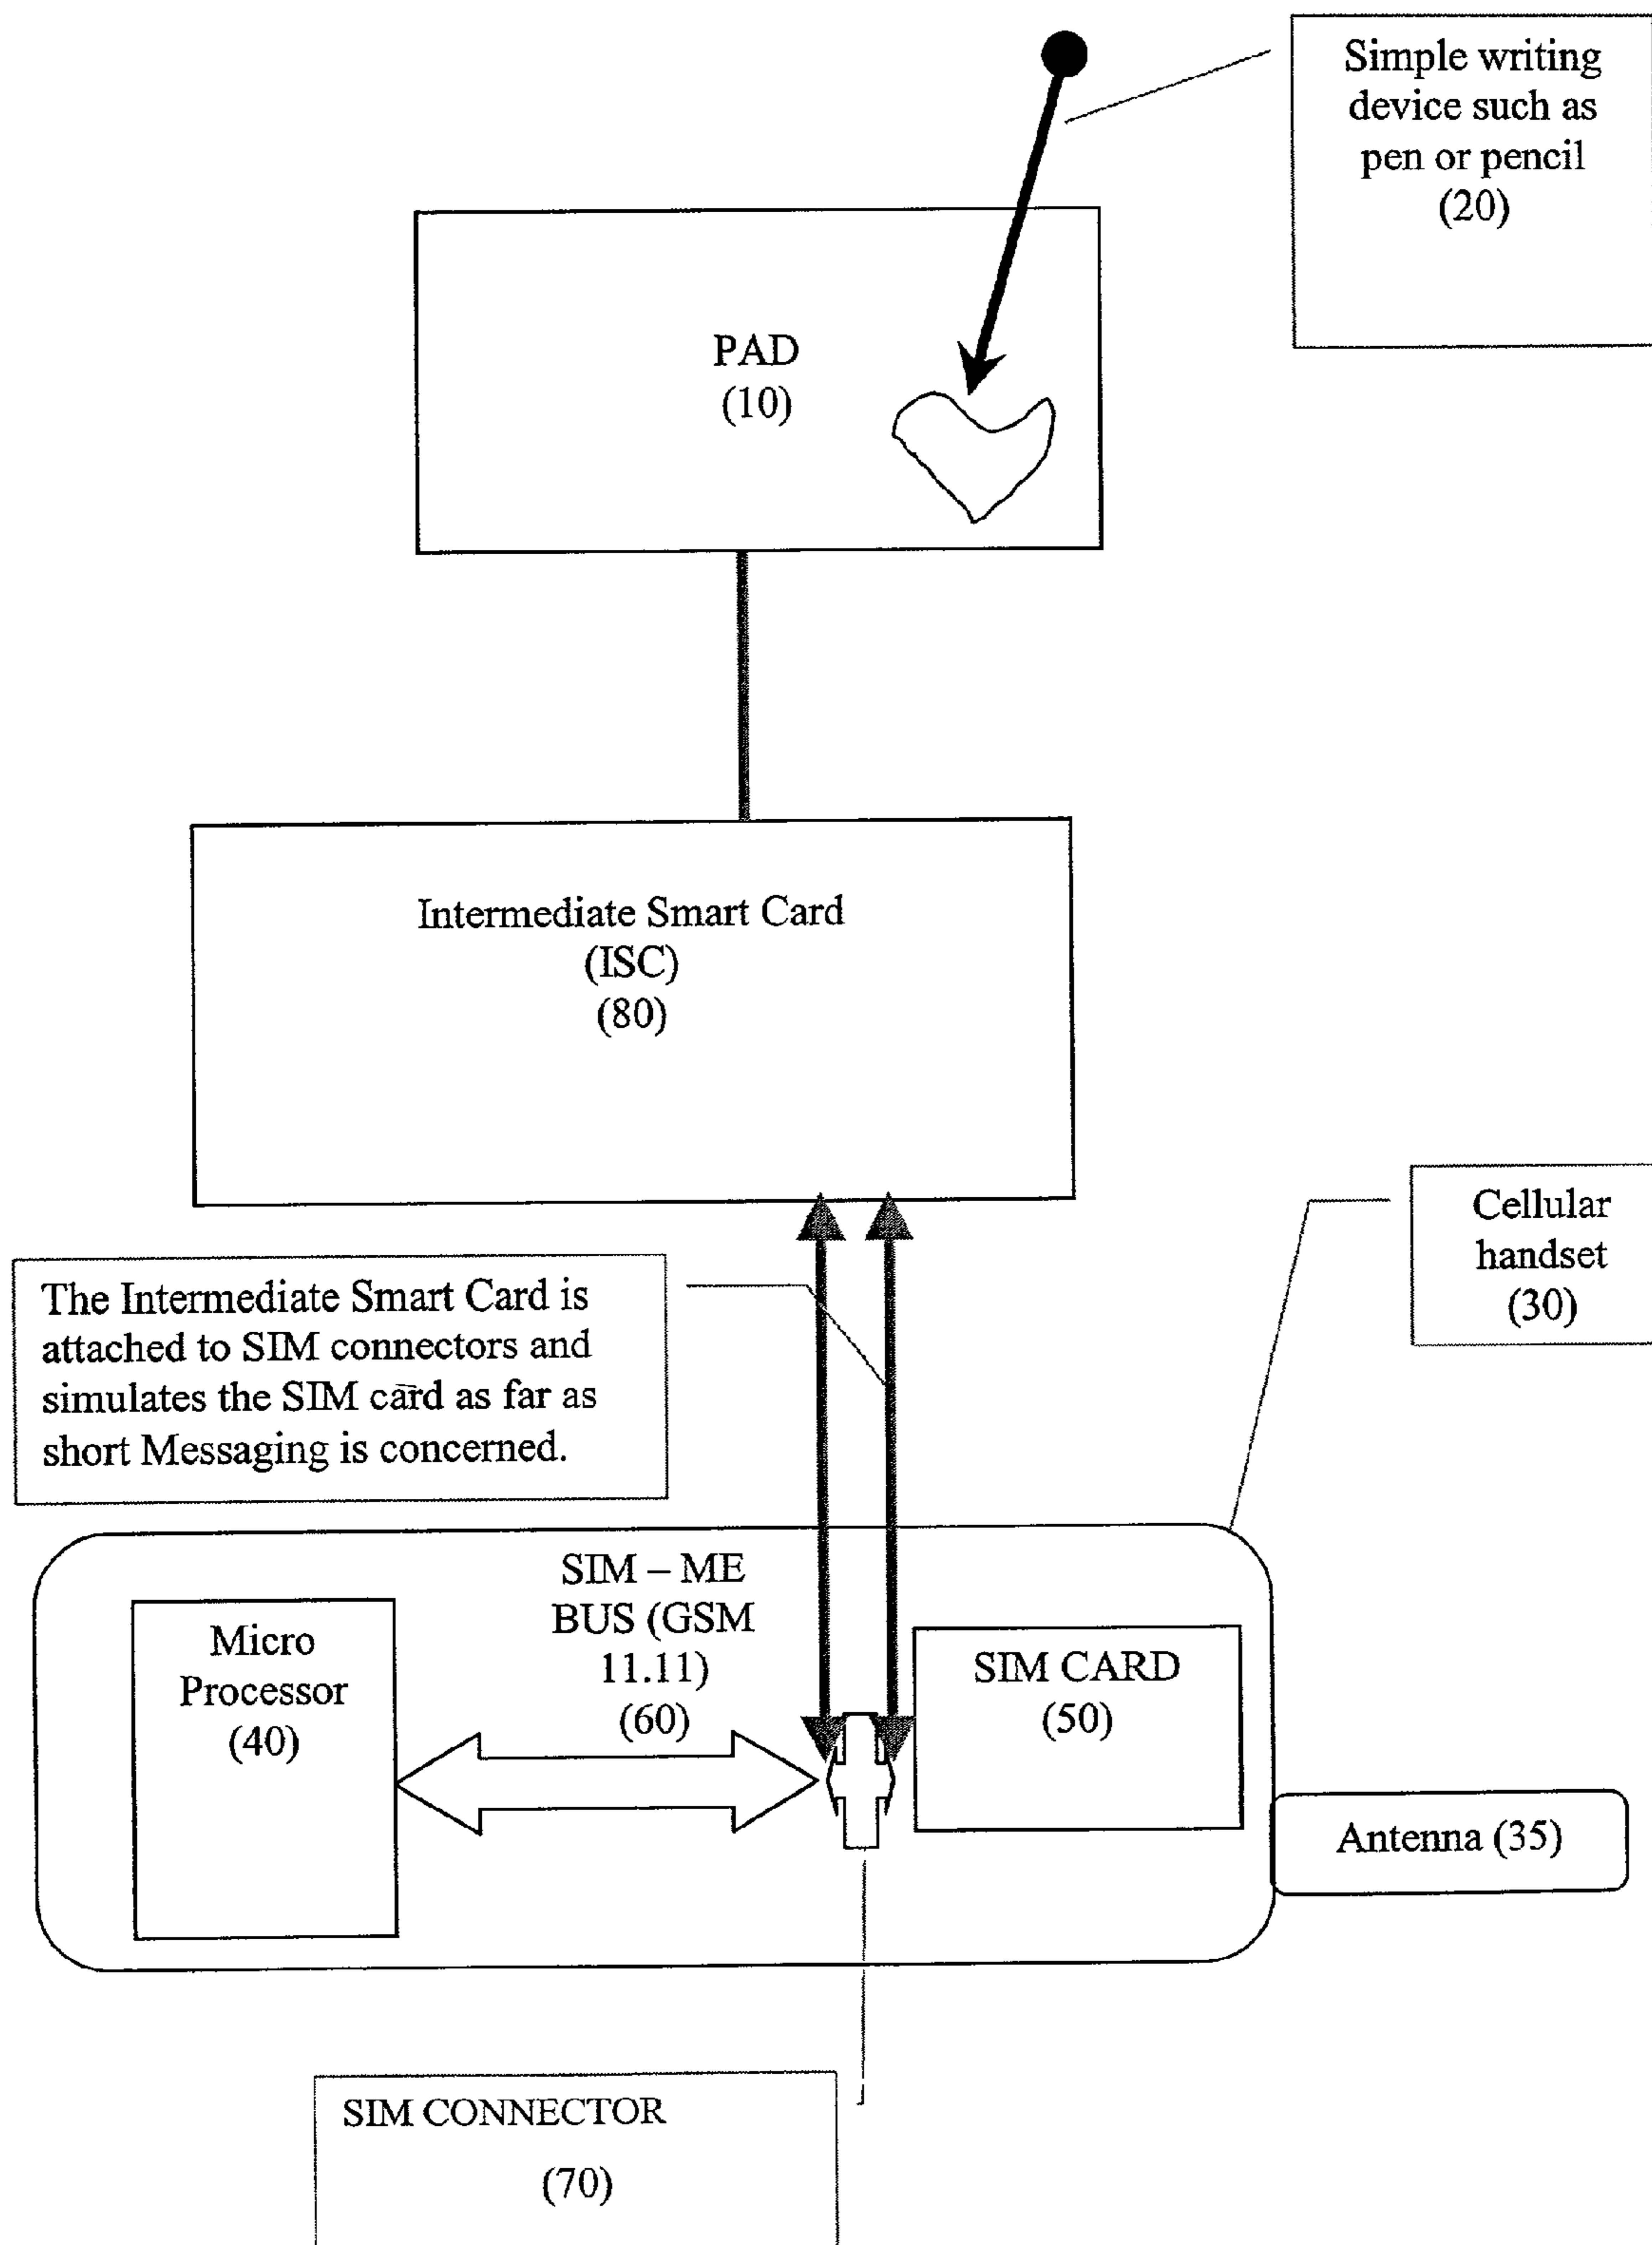 Simple writing
device such as
pen or pencil
(20)
PAD
(10)
Intermediate Smart Card
(ISC)
(80)
Cellular
handset
(30)
The Intermediate Smart Card is
attached to SIM connectors and
simulates the SIM card as far as
short Messaging is concerned.
SIM – ME
BUS (GSM
11.11)
(60)
Micro
Processor
(40)
SIM CARD
(50)
Antenna (35)
SIM CONNECTOR
(70)